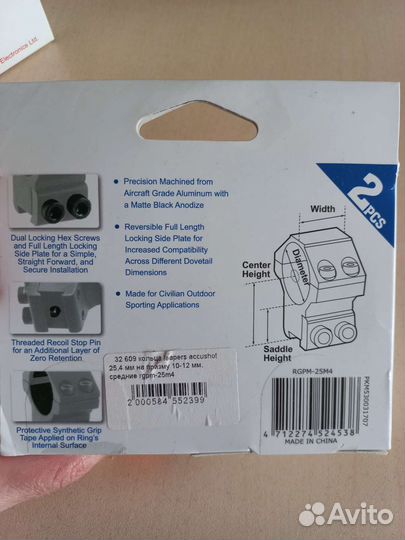 Electronics Ltd.
Dual Locking Hex Screws
and Full Length Locking
Side Plate for a Simple,
Straight Forward, and
Secure Installation
Threaded Recoil Stop Pin
for an Additional Layer of
Zero Retention
Protective Synthetic Grip
Tape Applied on Ring's
Internal Surface
• Precision Machined from
Aircraft Grade Aluminum with
a Matte Black Anodize
• Reversible Full Length
Locking Side Plate for
Increased Compatibility
Across Different Dovetail
Dimensions
• Made for Civilian Outdoor
Sporting Applications
32 609 кольца leapers accushot
25,4 мм на призму 10-12 мм.
средние rgpm-25m4
2 000584 552399
2 PCS
Width
Center
Height
Diameter
Saddle
Height
RGPM-25M4
4 712274 524538
MADE IN CHINA
PKM530031707
Avito